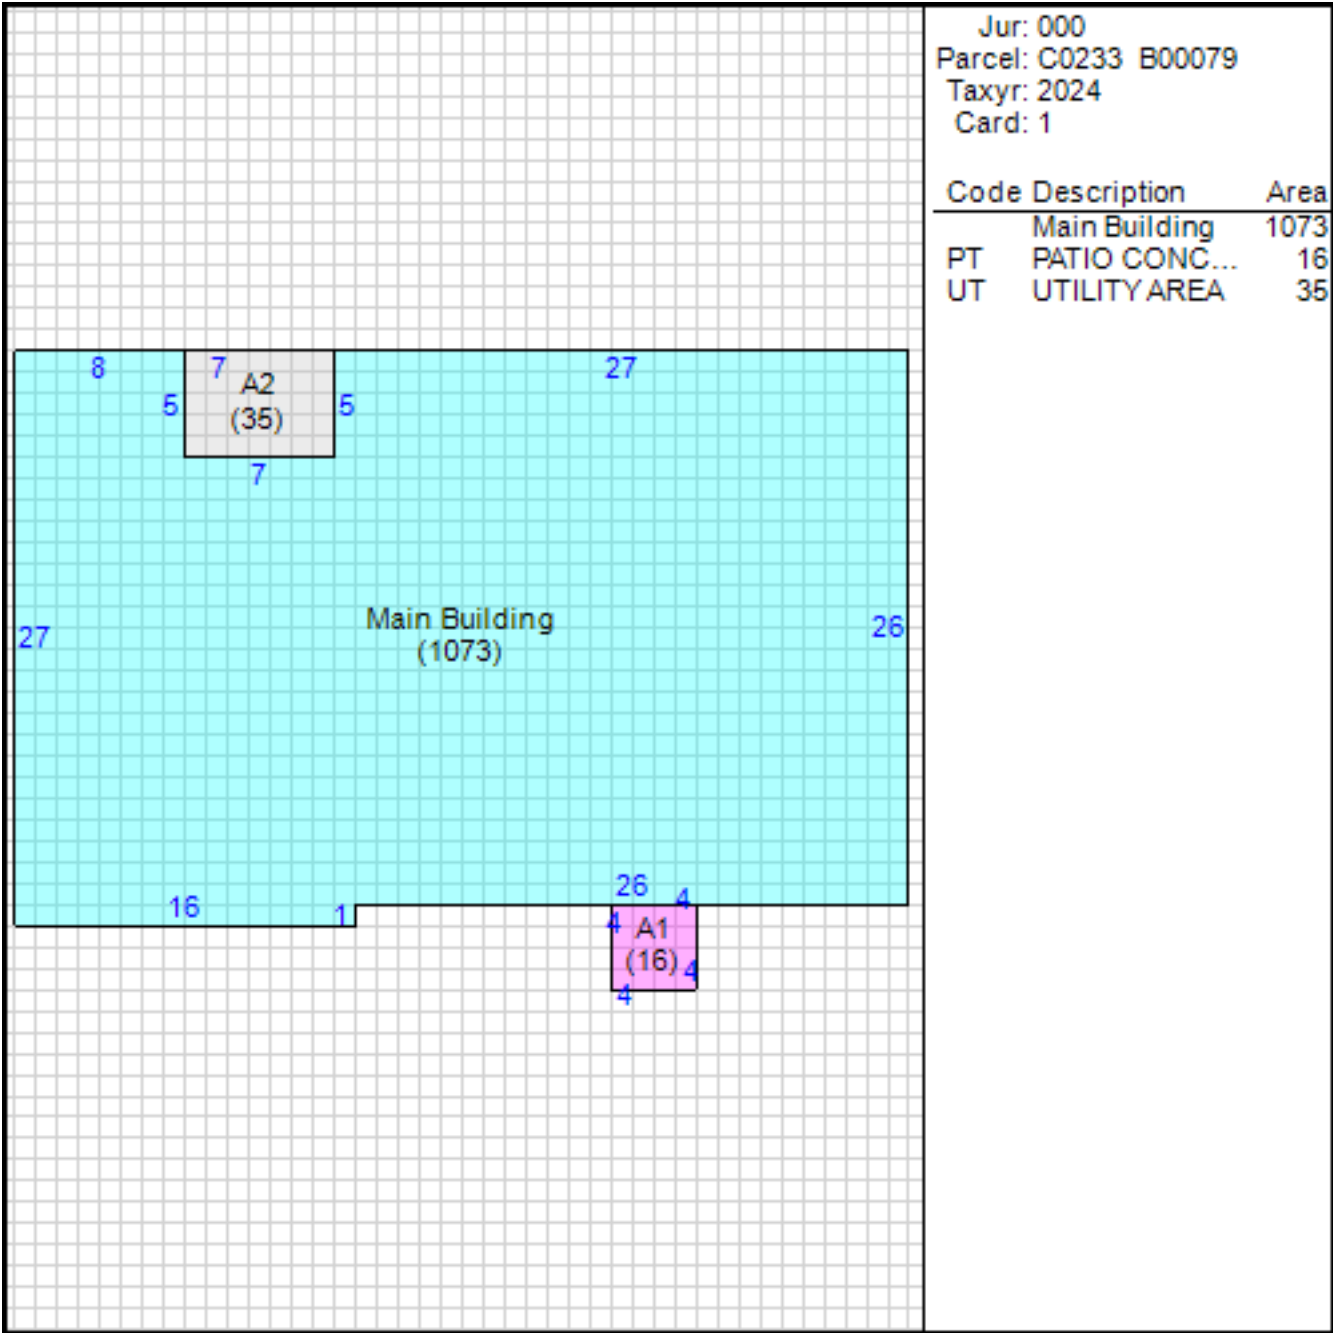 Jur: 000
Parcel: C0233 B00079
Taxyr: 2024
Card: 1
Code Description Area
Main Building 1073
PT PATIO CONC... 16
UT UTILITY AREA 35
8
7
27
A2
5
5
(35)
7
Main Building
27
26
(1073)
26
4
16
1
4
A1
(16)
4
4